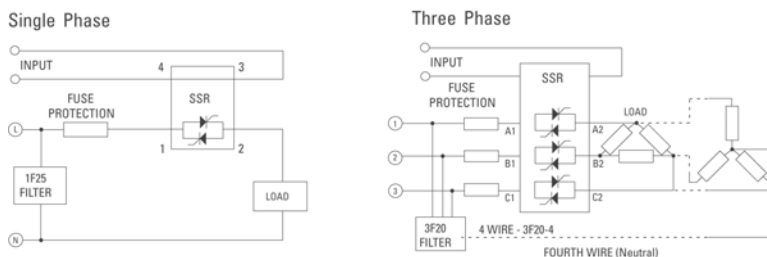 Single Phase
INPUT
4
3
FUSE
PROTECTION
SSR
L
1
2
1F25
FILTER
LOAD
N
Three Phase
INPUT
FUSE
PROTECTION
SSR
LOAD
1
A1
A2
2
B1
B2
3
C1
C2
3F20
FILTER
4 WIRE - 3F20-4
FOURTH WIRE (Neutral)